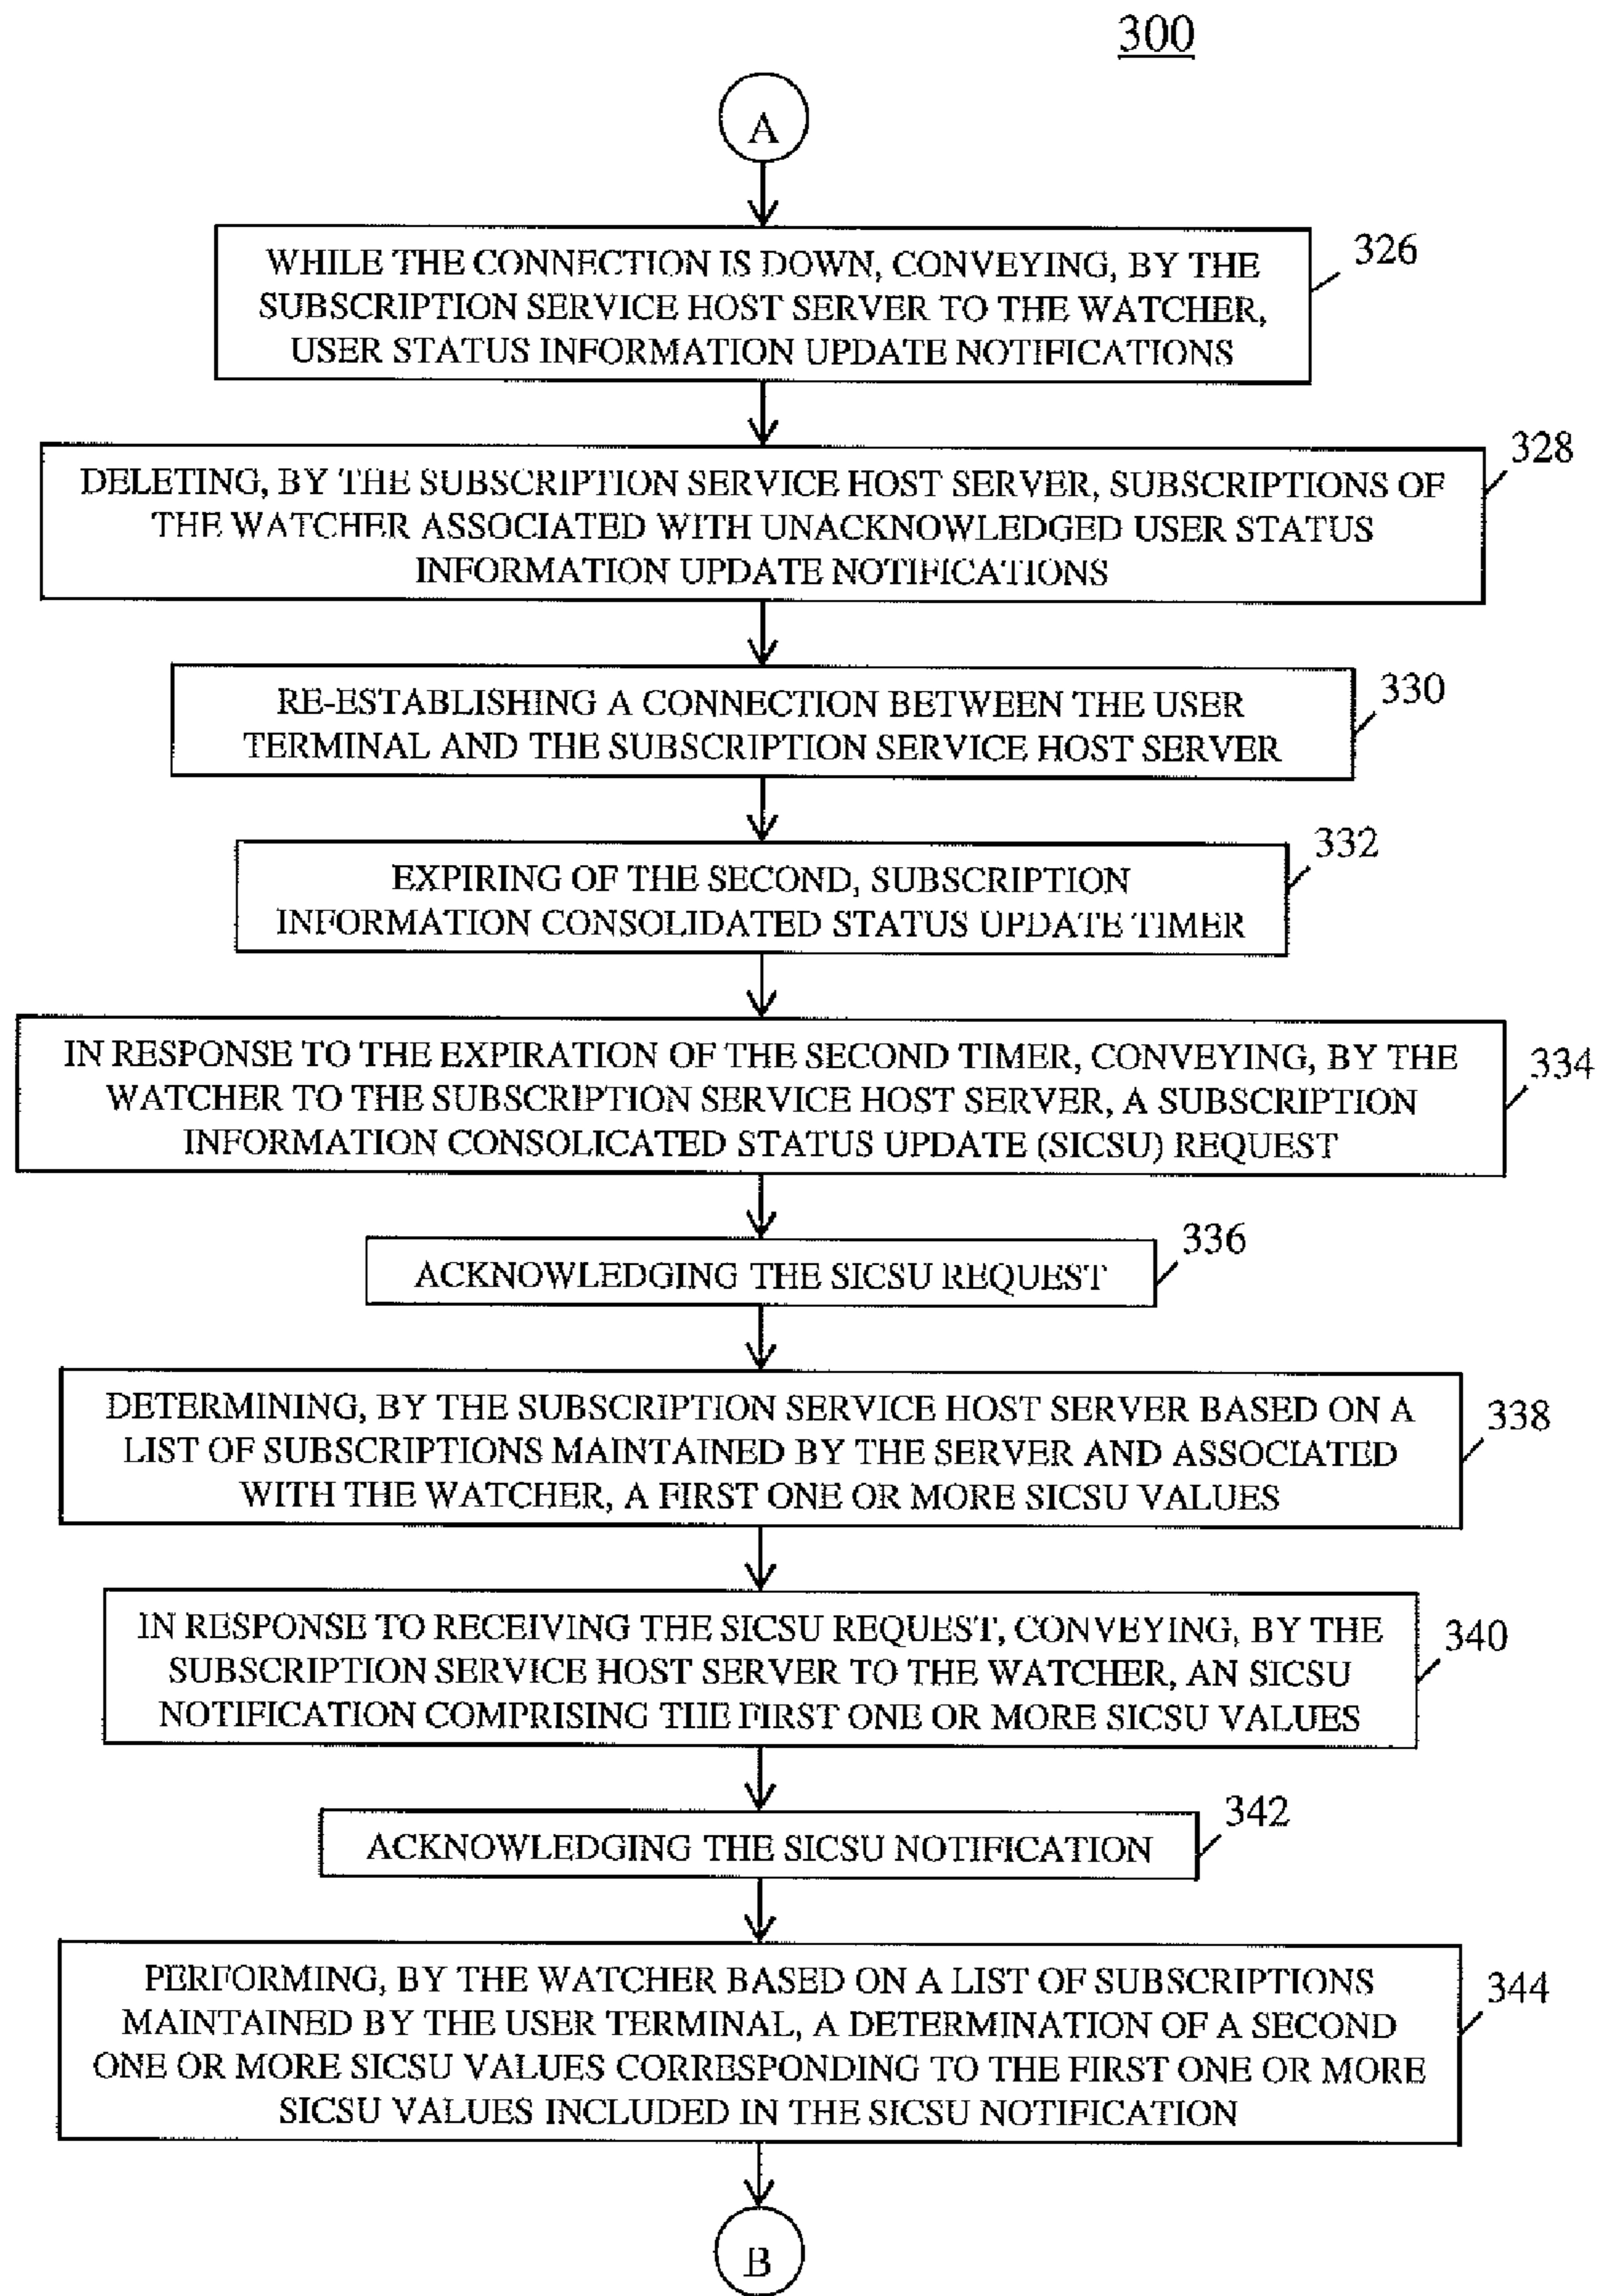 300
A
WHILE THE CONNECTION IS DOWN, CONVEYING, BY THE
SUBSCRIPTION SERVICE HOST SERVER TO THE WATCHER,
USER STATUS INFORMATION UPDATE NOTIFICATIONS
326
DELETING, BY THE SUBSCRIPTION SERVICE HOST SERVER, SUBSCRIPTIONS OF
THE WATCHER ASSOCIATED WITH UNACKNOWLEDGED USER STATUS
INFORMATION UPDATE NOTIFICATIONS
328
RE-ESTABLISHING A CONNECTION BETWEEN THE USER
TERMINAL AND THE SUBSCRIPTION SERVICE HOST SERVER
330
EXPIRING OF THE SECOND, SUBSCRIPTION
INFORMATION CONSOLIDATED STATUS UPDATE TIMER
332
IN RESPONSE TO THE EXPIRATION OF THE SECOND TIMER, CONVEYING, BY THE
WATCHER TO THE SUBSCRIPTION SERVICE HOST SERVER, A SUBSCRIPTION
INFORMATION CONSOLICATED STATUS UPDATE (SICSU) REQUEST
334
ACKNOWLEDGING THE SICSU REQUEST
336
DETERMINING, BY THE SUBSCRIPTION SERVICE HOST SERVER BASED ON A
LIST OF SUBSCRIPTIONS MAINTAINED BY THE SERVER AND ASSOCIATED
WITH THE WATCHER, A FIRST ONE OR MORE SICSU VALUES
338
IN RESPONSE TO RECEIVING THE SICSU REQUEST, CONVEYING, BY THE
SUBSCRIPTION SERVICE HOST SERVER TO THE WATCHER, AN SICSU
NOTIFICATION COMPRISING THE FIRST ONE OR MORE SICSU VALUES
340
ACKNOWLEDGING THE SICSU NOTIFICATION
342
PERFORMING, BY THE WATCHER BASED ON A LIST OF SUBSCRIPTIONS
MAINTAINED BY THE USER TERMINAL, A DETERMINATION OF A SECOND
ONE OR MORE SICSU VALUES CORRESPONDING TO THE FIRST ONE OR MORE
SICSU VALUES INCLUDED IN THE SICSU NOTIFICATION
344
B